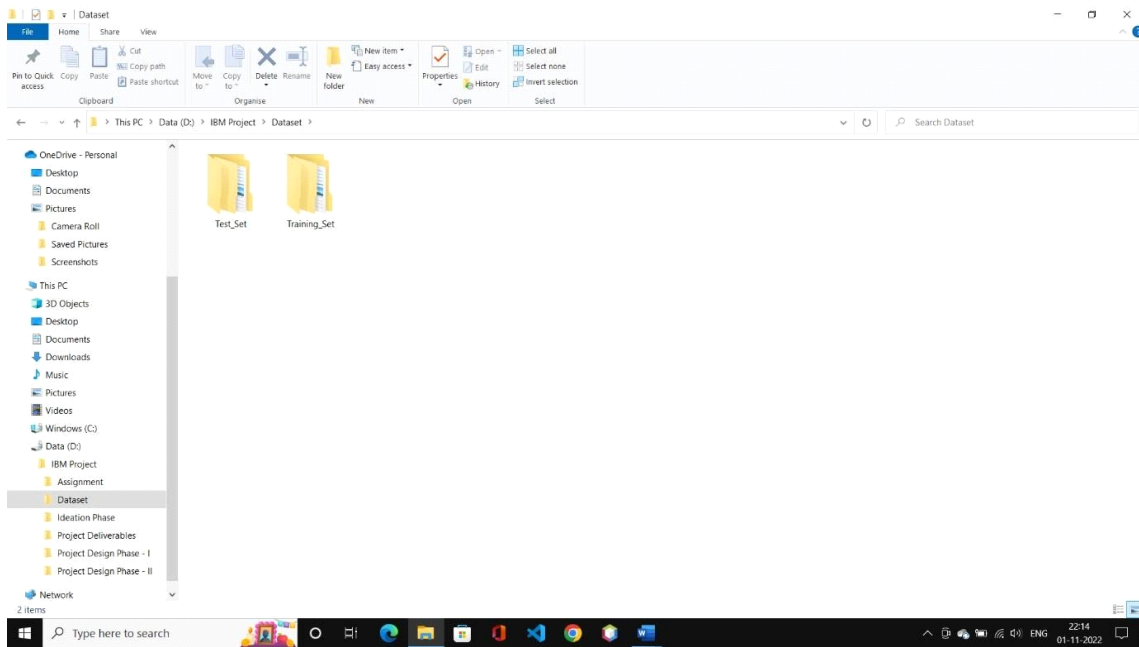 Dataset
File Home Share View
Pin to Quick access
Copy
Paste
Cut
Copy path
Paste shortcut
Clipboard
Move to
Copy to
Delete
Rename
Organise
New folder
New item
Easy access
New
Properties
Open
Edit
History
Open
Select all
Select none
Invert selection
Select
This PC > Data (D:) > IBM Project > Dataset >
Search Dataset
OneDrive - Personal
Desktop
Documents
Pictures
Camera Roll
Saved Pictures
Screenshots
This PC
3D Objects
Desktop
Documents
Downloads
Music
Pictures
Videos
Windows (C:)
Data (D:)
IBM Project
Assignment
Dataset
Ideation Phase
Project Deliverables
Project Design Phase - I
Project Design Phase - II
Network
Test_Set
Training_Set
2 items
Type here to search
ENG
22:14
01-11-2022